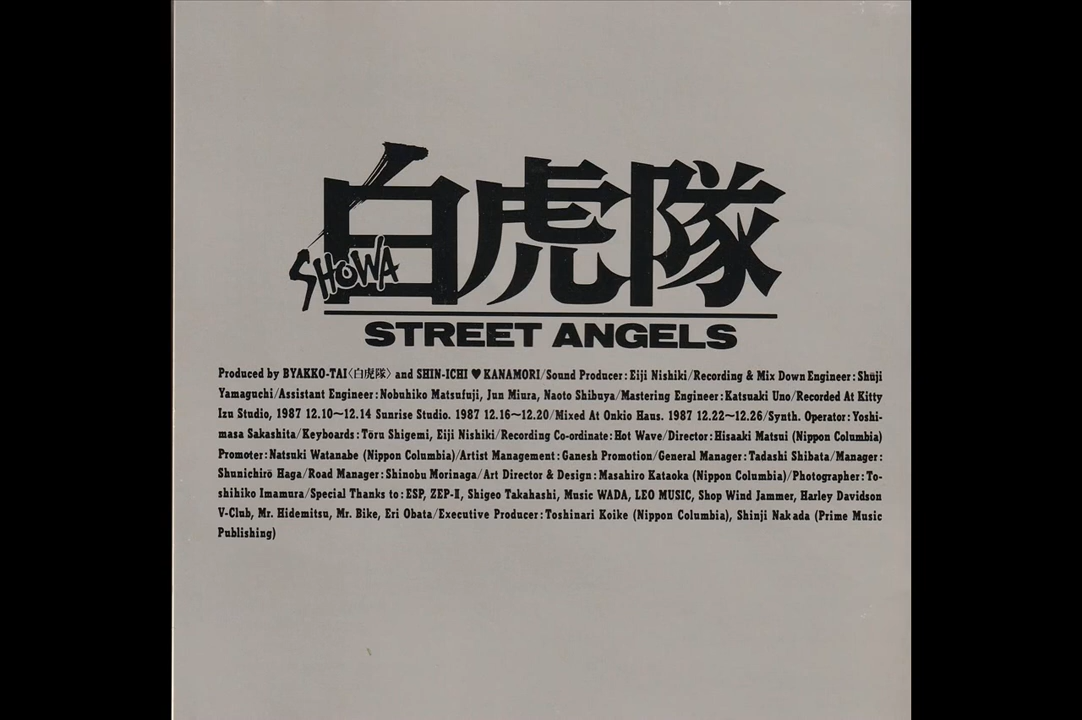 白虎隊
SHOWA
STREET ANGELS
Produced by BYAKKO-TAI〈白虎隊〉 and SHIN-ICHI ♥ KANAMORI/Sound Producer : Eiji Nishiki/Recording & Mix Down Engineer : Shūji
Yamaguchi/Assistant Engineer : Nobuhiko Matsufuji, Jun Miura, Naoto Shibuya/Mastering Engineer : Katsuaki Uno/Recorded At Kitty
Izu Studio, 1987 12.10〜12.14 Sunrise Studio. 1987 12.16〜12.20/Mixed At Onkio Haus. 1987 12.22〜12.26/Synth. Operator : Yoshi-
masa Sakashita/Keyboards : Tōru Shigemi, Eiji Nishiki/Recording Co-ordinate : Hot Wave/Director : Hisaaki Matsui (Nippon Columbia)
Promoter : Natsuki Watanabe (Nippon Columbia)/Artist Management : Ganesh Promotion/General Manager : Tadashi Shibata/Manager :
Shunichirō Haga/Road Manager : Shinobu Morinaga/Art Director & Design : Masahiro Kataoka (Nippon Columbia)/Photographer : To-
shihiko Imamura/Special Thanks to : ESP, ZEP-II, Shigeo Takahashi, Music WADA, LEO MUSIC, Shop Wind Jammer, Harley Davidson
V-Club, Mr. Hidemitsu, Mr. Bike, Eri Obata/Executive Producer : Toshinari Koike (Nippon Columbia), Shinji Nakada (Prime Music
Publishing)